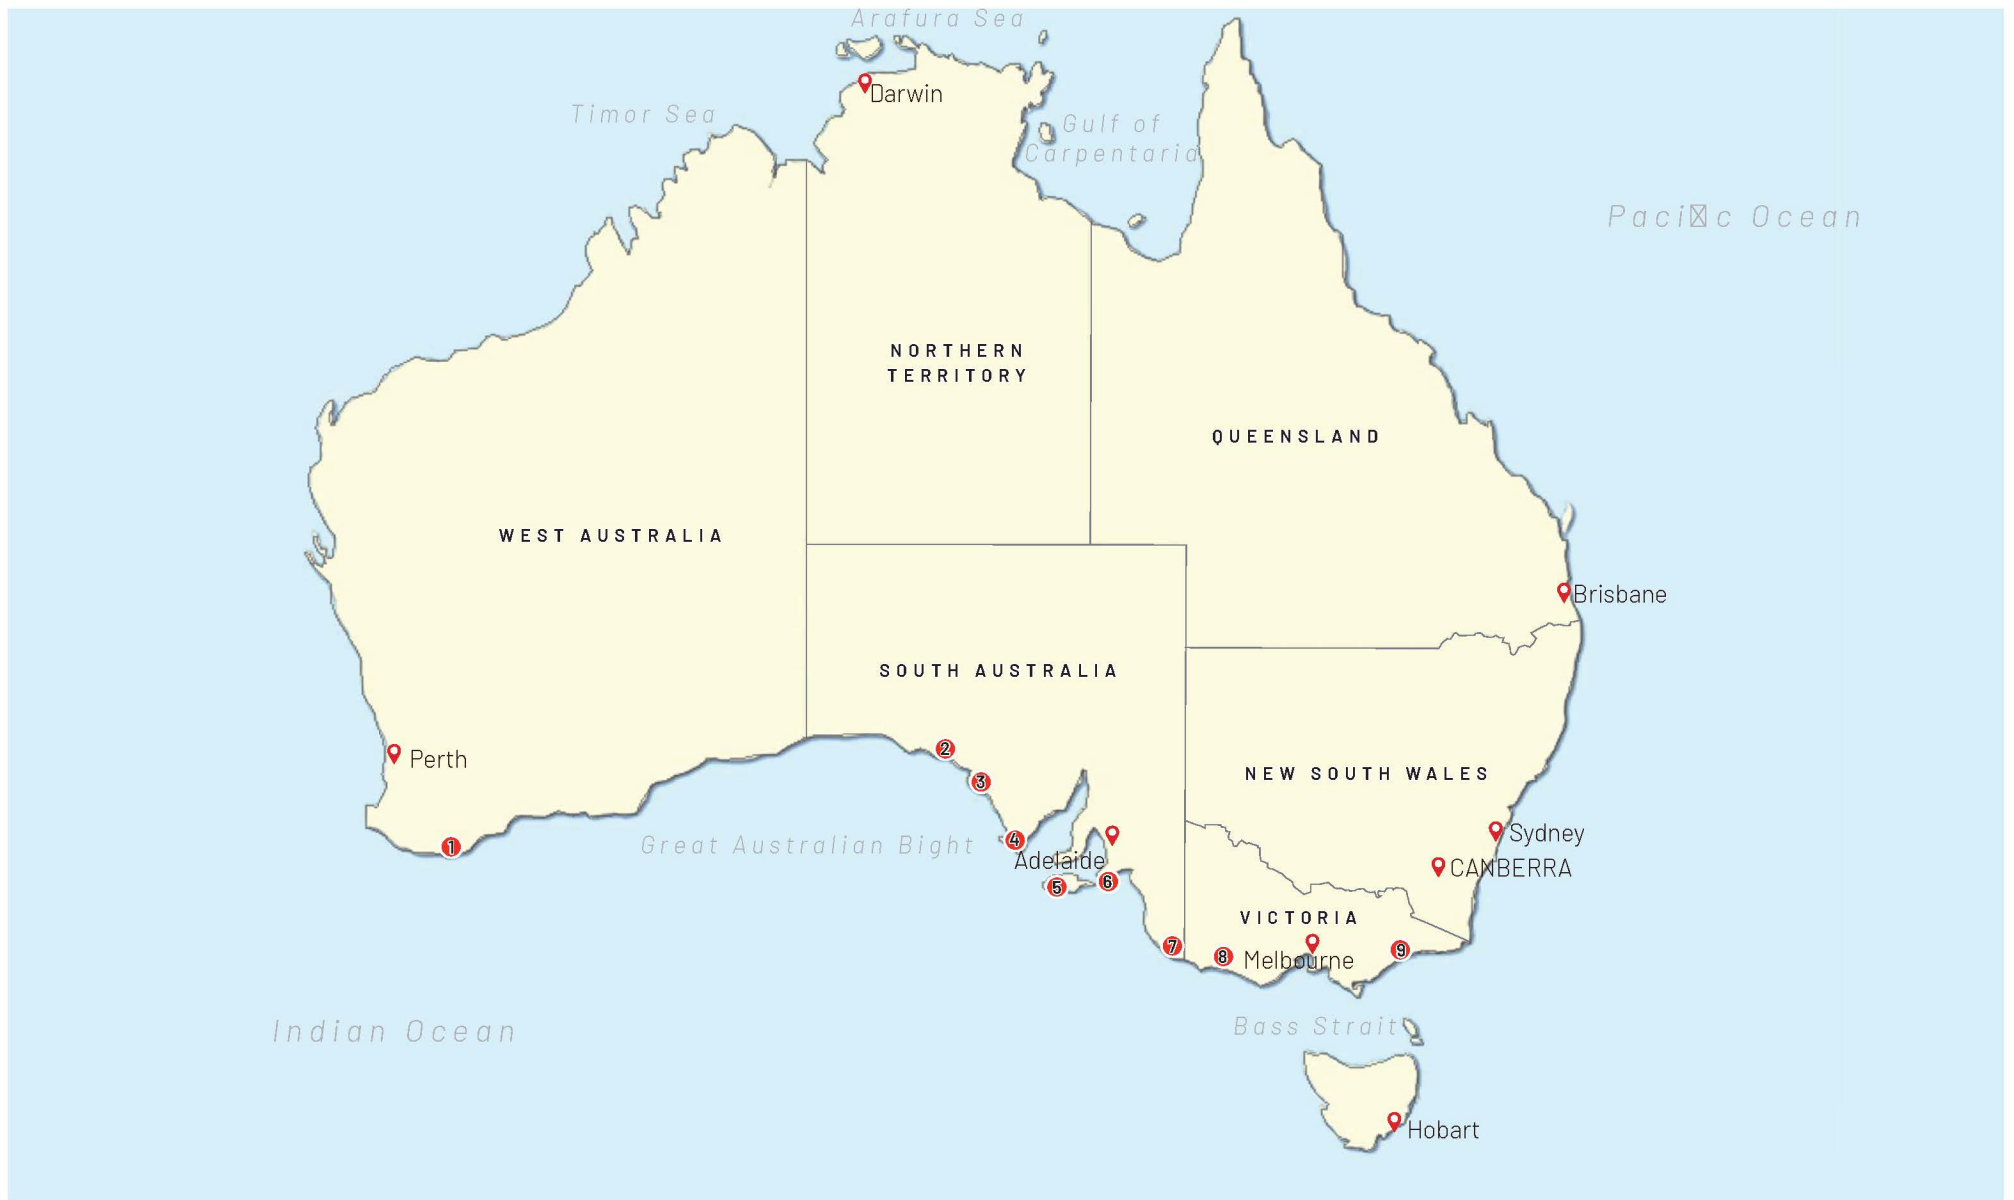 Arafura Sea
Darwin
Timor Sea
Gulf of
Carpentaria
Paci☒c Ocean
NORTHERN
TERRITORY
QUEENSLAND
WEST AUSTRALIA
Brisbane
SOUTH AUSTRALIA
2
Perth
3
NEW SOUTH WALES
4
Sydney
1
Great Australian Bight
Adelaide
CANBERRA
5
6
VICTORIA
7
8
Melbourne
9
Indian Ocean
Bass Strait
Hobart